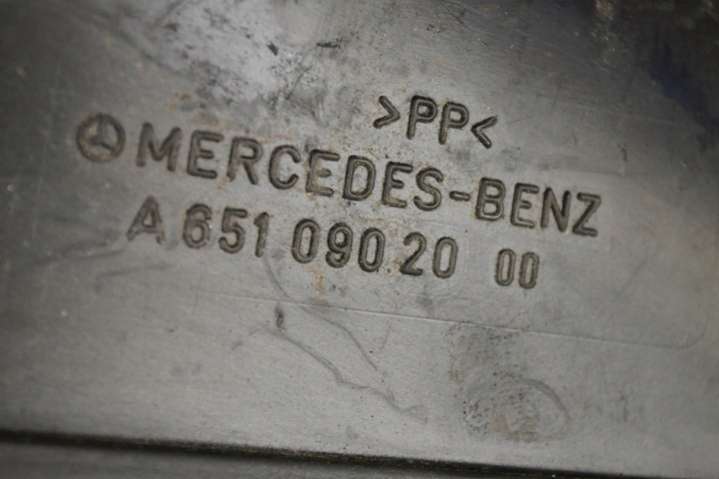 >PP<
MERCEDES-BENZ
A 651 090 20 00